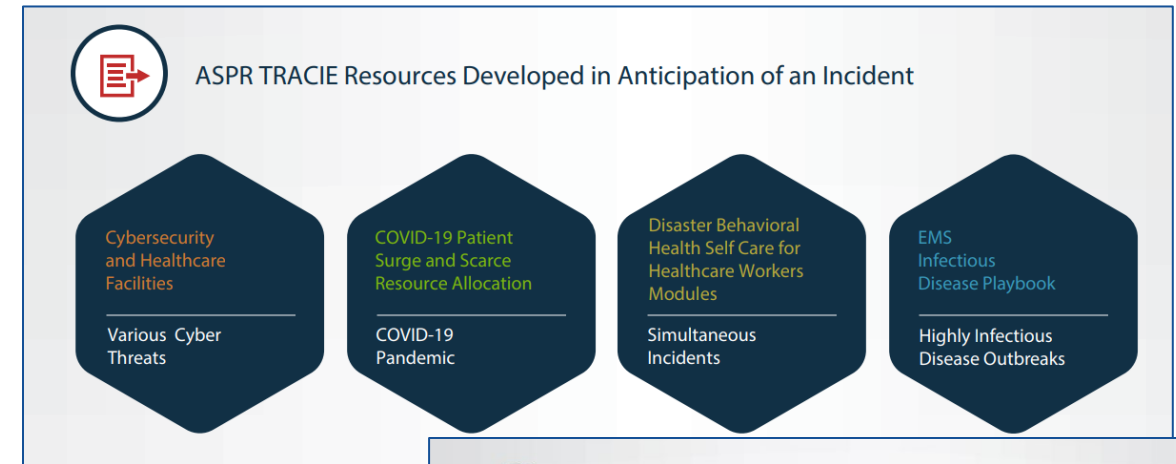 ASPR TRACIE Resources Developed in Anticipation of an Incident
Cybersecurity
and Healthcare
Facilities
Various Cyber
Threats
COVID-19 Patient
Surge and Scarce
Resource Allocation
COVID-19
Pandemic
Disaster Behavioral
Health Self Care for
Healthcare Workers
Modules
Simultaneous
Incidents
EMS
Infectious
Disease Playbook
Highly Infectious
Disease Outbreaks